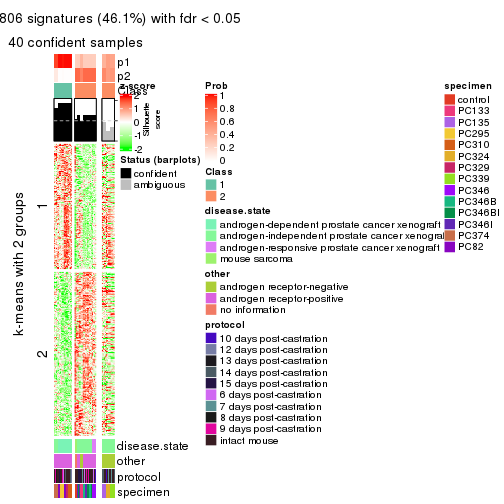 806 signatures (46.1%) with fdr < 0.05
40 confident samples
p1
p2
Class
z-score
2
1
0
-1
-2
Silhouette
score
Status (barplots)
confident
ambiguous
k-means with 2 groups
1
2
disease.state
other
protocol
specimen
Prob
1
0.8
0.6
0.4
0.2
0
Class
1
2
disease.state
androgen-dependent prostate cancer xenograft
androgen-independent prostate cancer xenograft
androgen-responsive prostate cancer xenograft
mouse sarcoma
other
androgen receptor-negative
androgen receptor-positive
no information
protocol
10 days post-castration
12 days post-castration
13 days post-castration
14 days post-castration
15 days post-castration
6 days post-castration
7 days post-castration
8 days post-castration
9 days post-castration
intact mouse
specimen
control
PC133
PC135
PC295
PC310
PC324
PC329
PC339
PC346
PC346B
PC346BI
PC346I
PC374
PC82